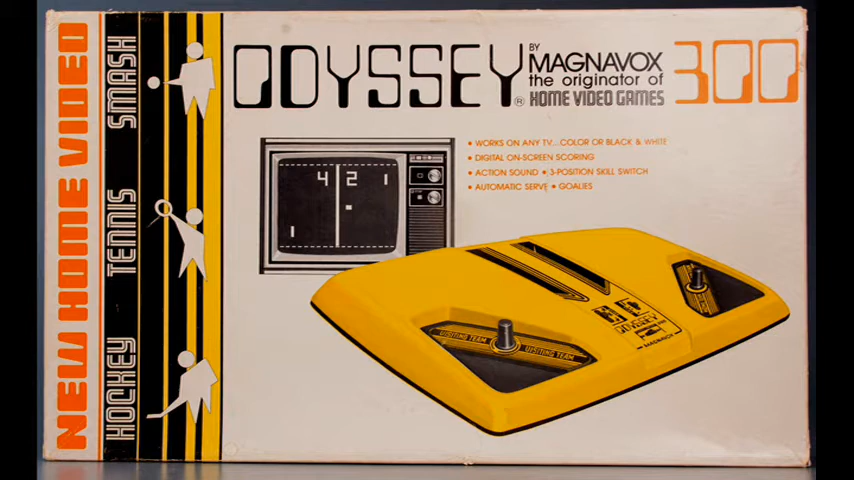 NEW HOME VIDEO
SMASH
TENNIS
HOCKEY
ODYSSEY®
BY
MAGNAVOX
the originator of
HOME VIDEO GAMES
300
• WORKS ON ANY TV...COLOR OR BLACK & WHITE
• DIGITAL ON-SCREEN SCORING
• ACTION SOUND • 3-POSITION SKILL SWITCH
• AUTOMATIC SERVE • GOALIES
4 2
VISITING TEAM VISITING TEAM
ODYSSEY
MAGNAVOX